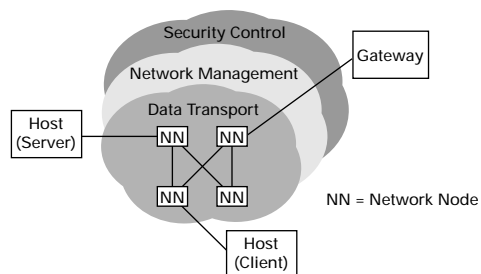 Security Control
Gateway
Network Management
Data Transport
Host
(Server)
NN
NN
NN
NN
NN = Network Node
Host
(Client)